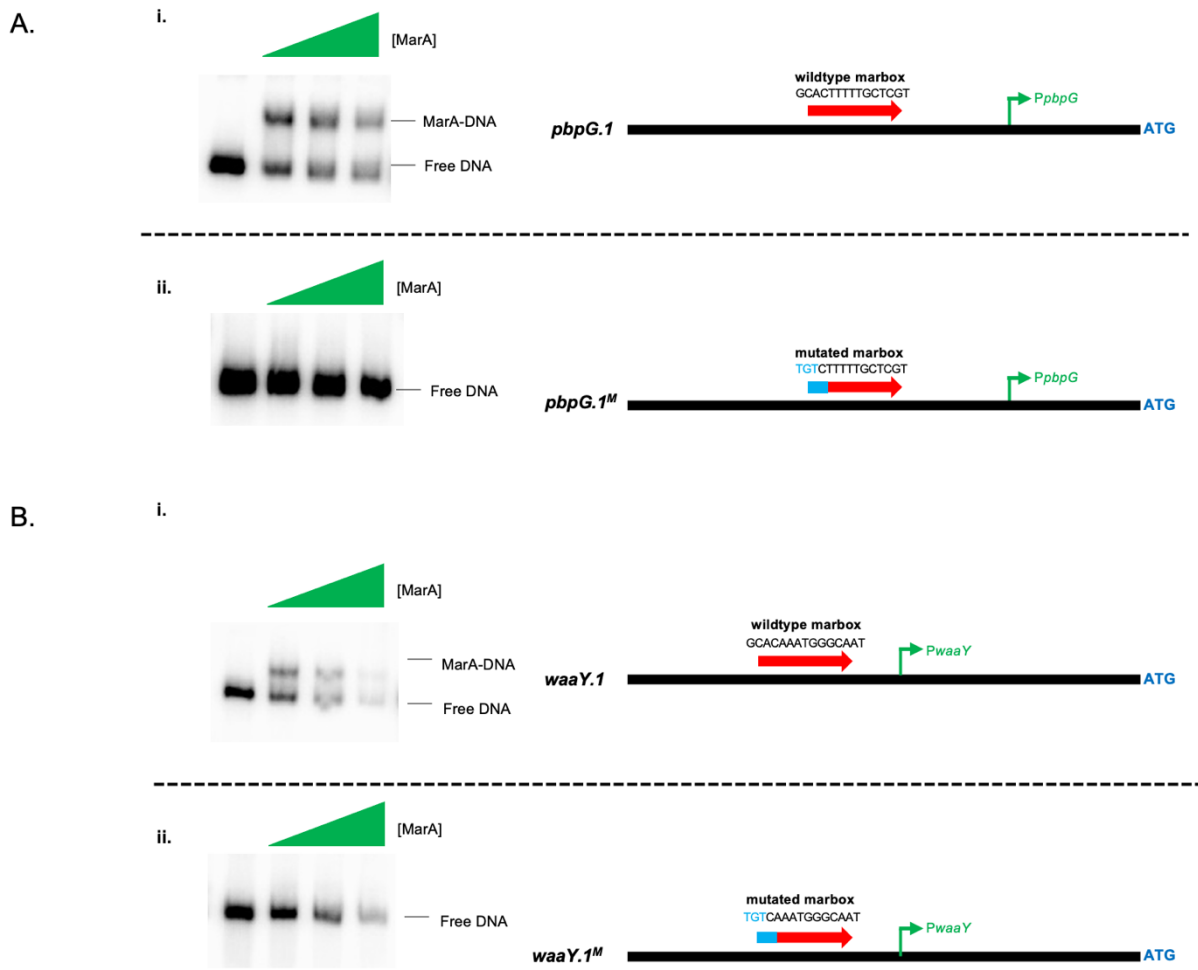 A.
i.
[MarA]
MarA-DNA
Free DNA
wildtype marbox
GCACTTTTTGCTCGT
PpbpG
pbpG.1
ATG
ii.
[MarA]
Free DNA
mutated marbox
TGTCTTTTTGCTCGT
PpbpG
pbpG.1M
ATG
B.
i.
[MarA]
MarA-DNA
Free DNA
wildtype marbox
GCACAAATGGGCAAT
PwaaY
waaY.1
ATG
ii.
[MarA]
Free DNA
mutated marbox
TGTCAAATGGGCAAT
PwaaY
waaY.1M
ATG